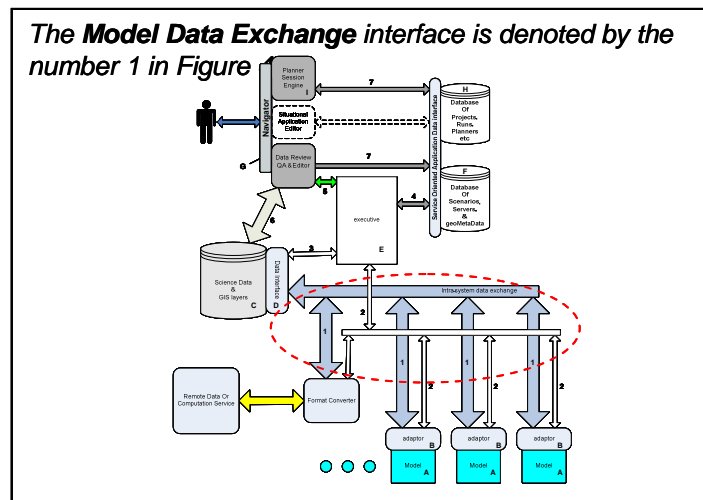 The Model Data Exchange interface is denoted by the
number 1 in Figure
Planner
Session
Engine
I
7
H
Database
Of
Projects,
Runs.
Planners
etc
Navigator
Situational
Application
Editor
Service Oriented Application Data interface
G
Data Review
QA & Editor
7
F
Database
Of
Scenarios,
Servers,
&
geoMetaData
5
4
executive
E
6
3
Science Data
&
GIS layers
C
Data Interface
D
Intra-system data exchange
2
1
1
1
1
2
2
2
Remote Data Or
Computation Service
Format Converter
adaptor
B
adaptor
B
adaptor
B
Model
A
Model
A
Model
A